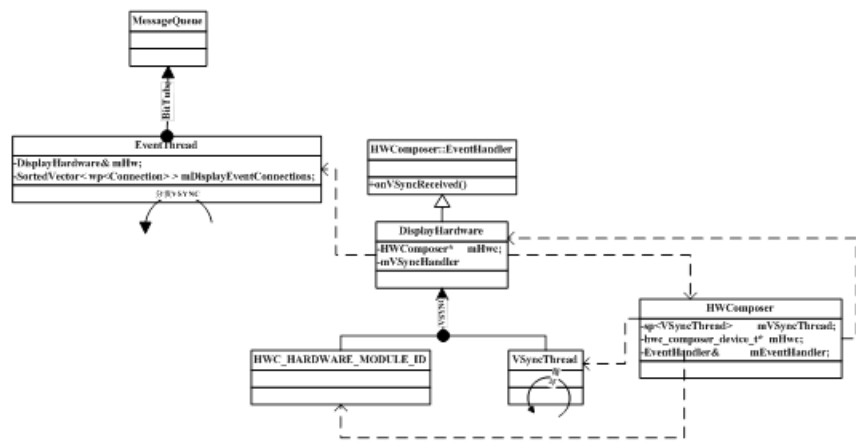 MessageQueue
BitTube
EventThread
-DisplayHardware& mHw;
-SortedVector< wp<Connection> > mDisplayEventConnections;
VSYNC
HWComposer::EventHandler
+onVSyncReceived()
DisplayHardware
-HWComposer* mHwc;
-mVSyncHandler
VSYNC
HWComposer
-sp<VSyncThread> mVSyncThread;
-hwc_composer_device_t* mHwc;
-EventHandler& mEventHandler;
HWC_HARDWARE_MODULE_ID
VSyncThread